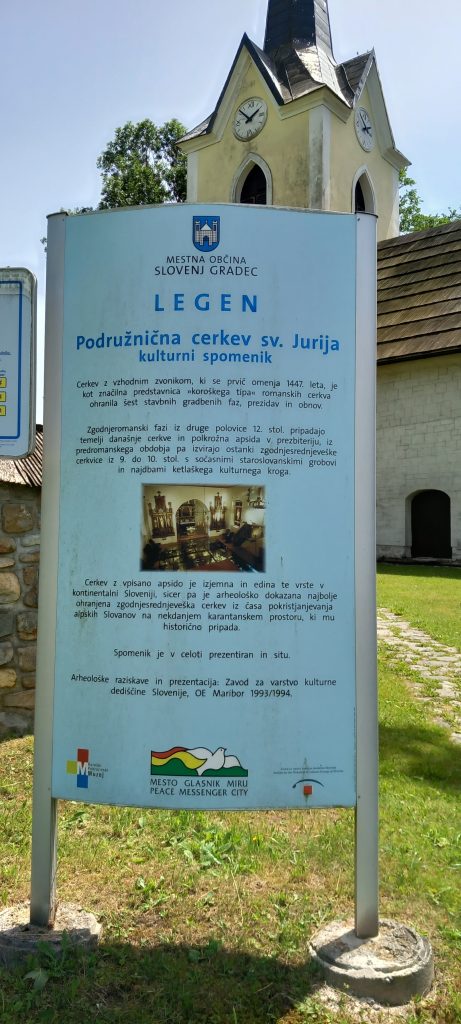 MESTNA OBČINA
SLOVENJ GRADEC
LEGEN
Podružnična cerkev sv. Jurija
kulturni spomenik
Cerkev z vzhodnim zvonikom, ki se prvič omenja 1447. leta, je
kot značilna predstavnica »koroškega tipa« romanskih cerkva
ohranila šest stavbnih gradbenih faz, prezidav in obnov.
Zgodnjeromanski fazi iz druge polovice 12. stol. pripadajo
temelji današnje cerkve in polkrožna apsida v prezbiteriju, iz
predromanskega obdobja pa izvirajo ostanki zgodnjesrednjeveške
cerkvice iz 9. do 10. stol. s sočasnimi staroslovanskimi grobovi
in najdbami ketlaškega kulturnega kroga.
Cerkev z vpisano apsido je izjemna in edina te vrste v
kontinentalni Sloveniji, sicer pa je arheološko dokazana najbolje
ohranjena zgodnjesrednjeveška cerkev iz časa pokristjanjevanja
alpskih Slovanov na nekdanjem karantanskem prostoru, ki mu
historično pripada.
Spomenik je v celoti prezentiran in situ.
Arheološke raziskave in prezentacija: Zavod za varstvo kulturne
dediščine Slovenije, OE Maribor 1993/1994.
M
Muzej
MESTO GLASNIK MIRU
PEACE MESSENGER CITY